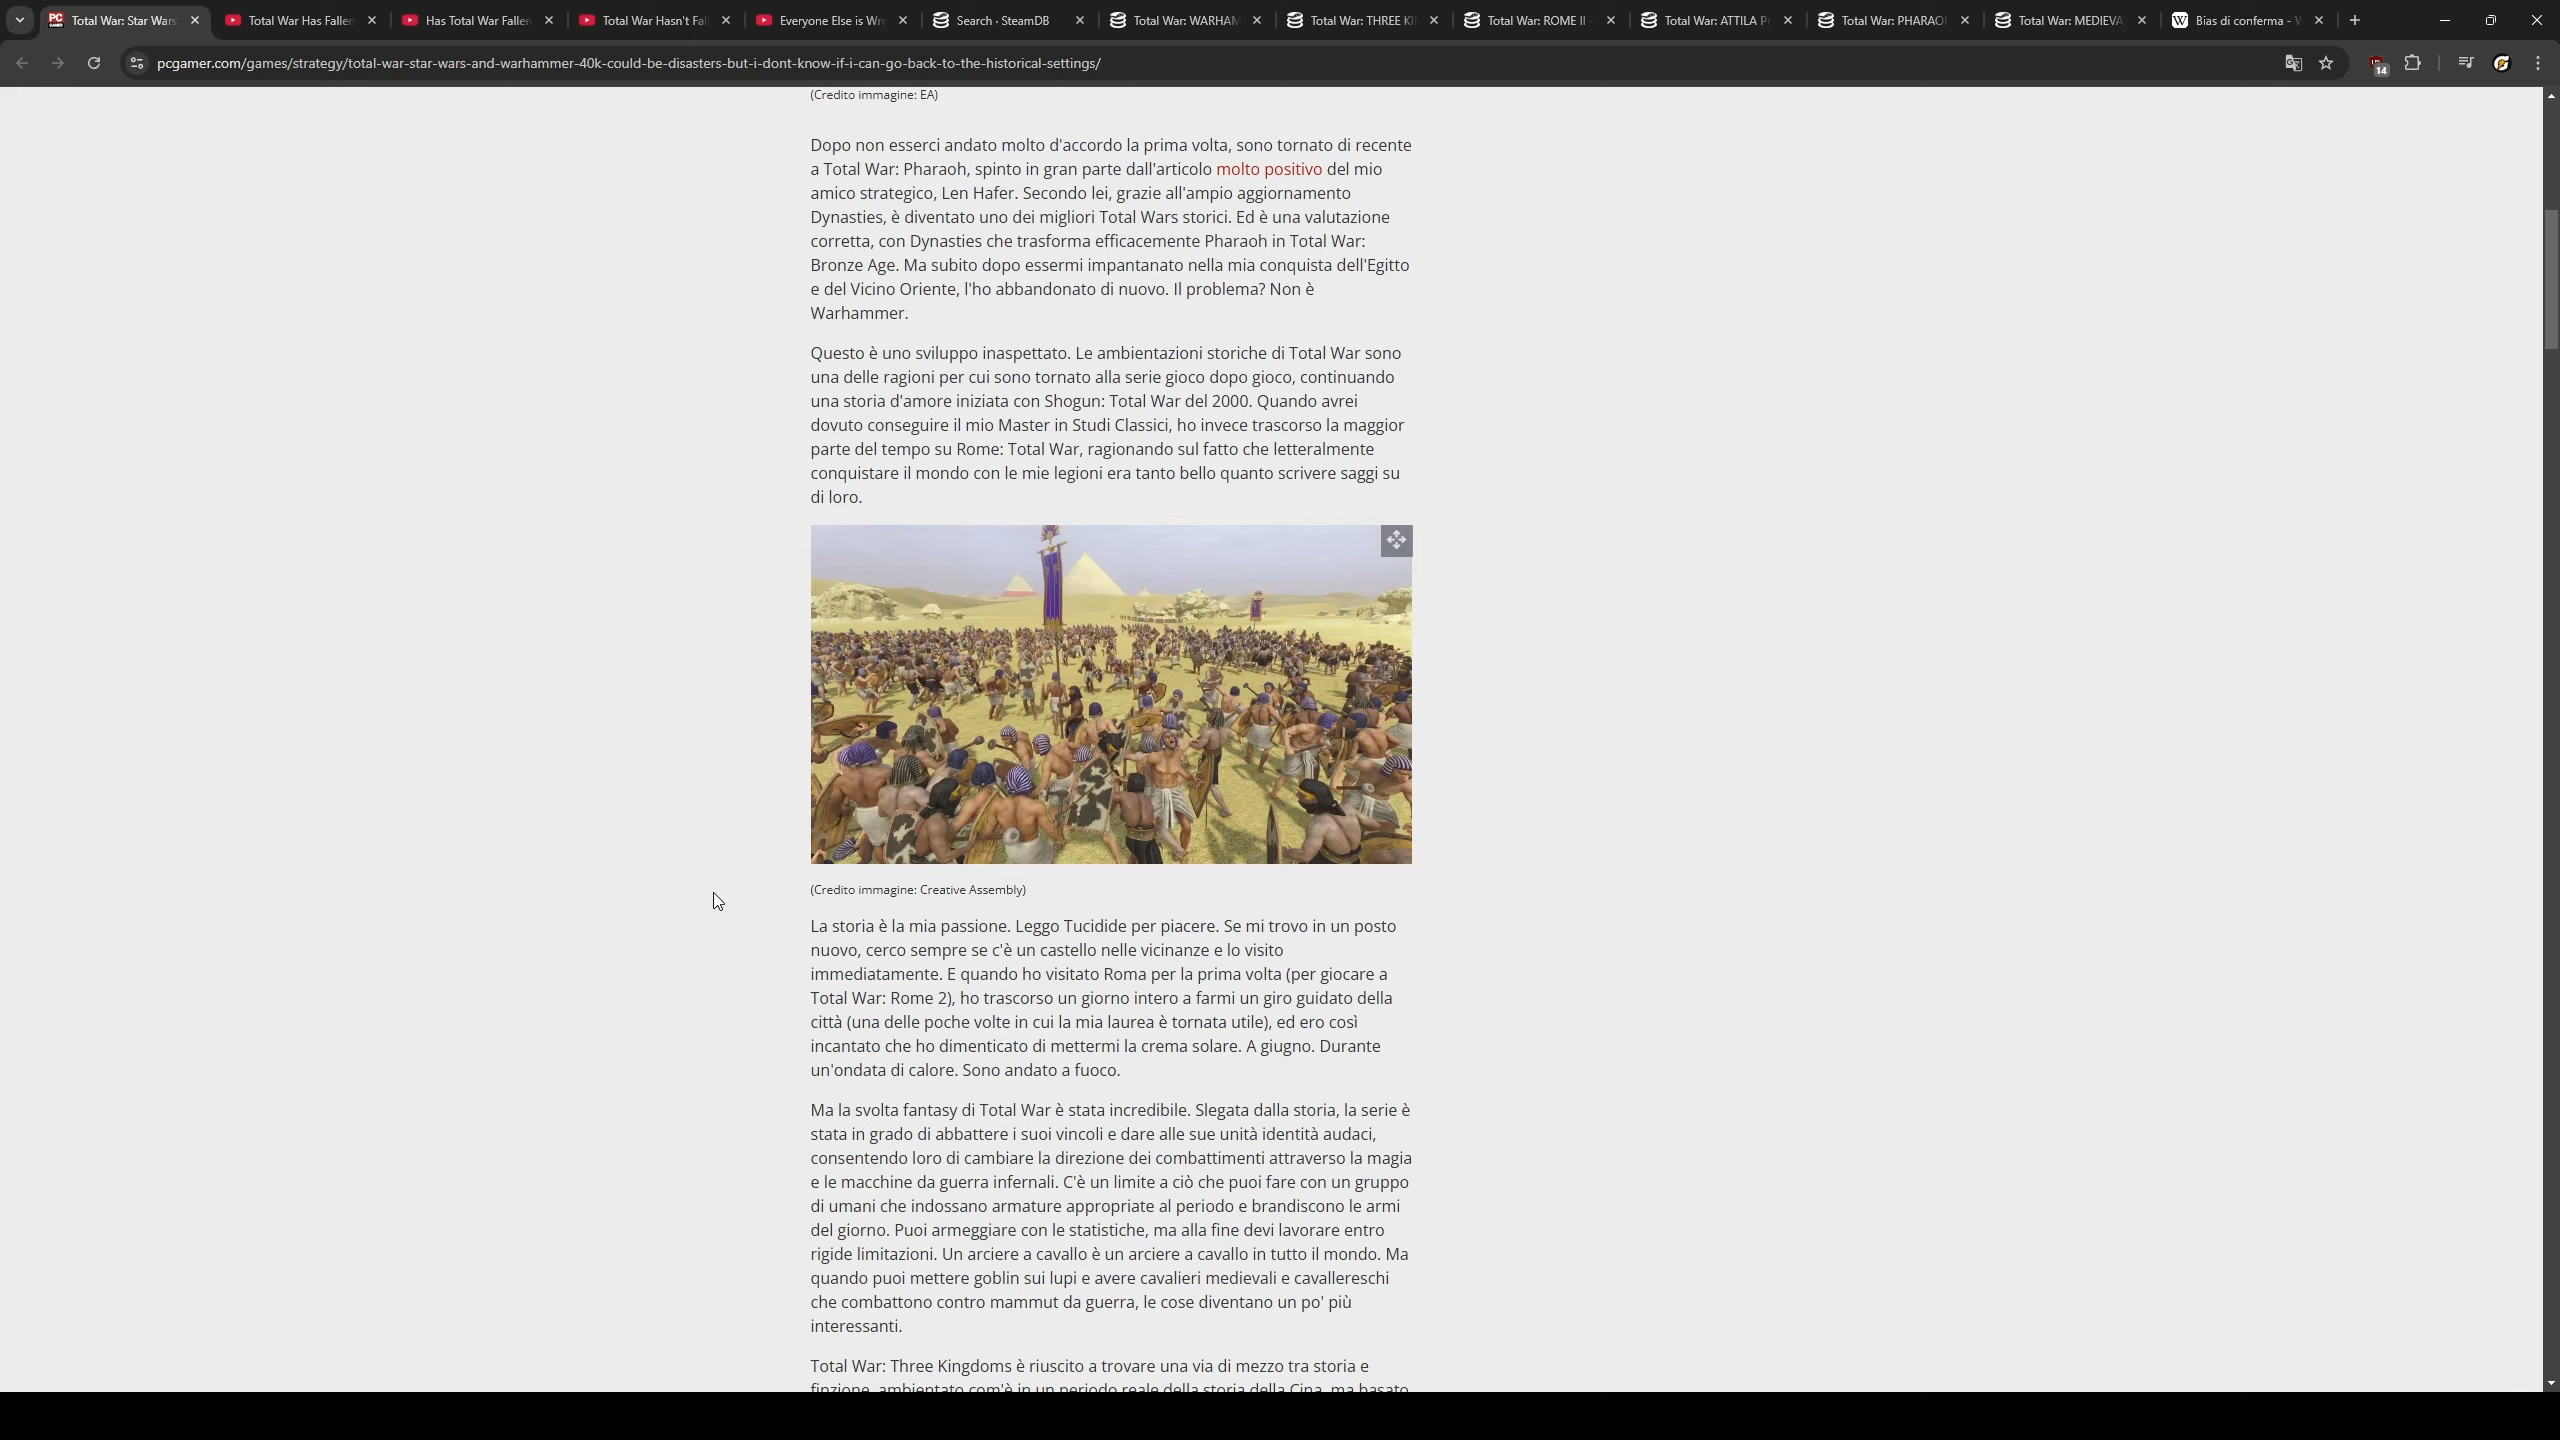 Total War: Star Wars
Total War Has Fallen
Has Total War Fallen
Total War Hasn't Fal
Everyone Else is Wr
Search · SteamDB
Total War: WARHAM
Total War: THREE KI
Total War: ROME II -
Total War: ATTILA P
Total War: PHARAO
Total War: MEDIEVA
Bias di conferma - W
pcgamer.com/games/strategy/total-war-star-wars-and-warhammer-40k-could-be-disasters-but-i-dont-know-if-i-can-go-back-to-the-historical-settings/
14
(Credito immagine: EA)
Dopo non esserci andato molto d'accordo la prima volta, sono tornato di recente
a Total War: Pharaoh, spinto in gran parte dall'articolo molto positivo del mio
amico strategico, Len Hafer. Secondo lei, grazie all'ampio aggiornamento
Dynasties, è diventato uno dei migliori Total Wars storici. Ed è una valutazione
corretta, con Dynasties che trasforma efficacemente Pharaoh in Total War:
Bronze Age. Ma subito dopo essermi impantanato nella mia conquista dell'Egitto
e del Vicino Oriente, l'ho abbandonato di nuovo. Il problema? Non è
Warhammer.
Questo è uno sviluppo inaspettato. Le ambientazioni storiche di Total War sono
una delle ragioni per cui sono tornato alla serie gioco dopo gioco, continuando
una storia d'amore iniziata con Shogun: Total War del 2000. Quando avrei
dovuto conseguire il mio Master in Studi Classici, ho invece trascorso la maggior
parte del tempo su Rome: Total War, ragionando sul fatto che letteralmente
conquistare il mondo con le mie legioni era tanto bello quanto scrivere saggi su
di loro.
(Credito immagine: Creative Assembly)
La storia è la mia passione. Leggo Tucidide per piacere. Se mi trovo in un posto
nuovo, cerco sempre se c'è un castello nelle vicinanze e lo visito
immediatamente. E quando ho visitato Roma per la prima volta (per giocare a
Total War: Rome 2), ho trascorso un giorno intero a farmi un giro guidato della
città (una delle poche volte in cui la mia laurea è tornata utile), ed ero così
incantato che ho dimenticato di mettermi la crema solare. A giugno. Durante
un'ondata di calore. Sono andato a fuoco.
Ma la svolta fantasy di Total War è stata incredibile. Slegata dalla storia, la serie è
stata in grado di abbattere i suoi vincoli e dare alle sue unità identità audaci,
consentendo loro di cambiare la direzione dei combattimenti attraverso la magia
e le macchine da guerra infernali. C'è un limite a ciò che puoi fare con un gruppo
di umani che indossano armature appropriate al periodo e brandiscono le armi
del giorno. Puoi armeggiare con le statistiche, ma alla fine devi lavorare entro
rigide limitazioni. Un arciere a cavallo è un arciere a cavallo in tutto il mondo. Ma
quando puoi mettere goblin sui lupi e avere cavalieri medievali e cavallereschi
che combattono contro mammut da guerra, le cose diventano un po' più
interessanti.
Total War: Three Kingdoms è riuscito a trovare una via di mezzo tra storia e
finzione, ambientato com'è in un periodo reale della storia della Cina, ma basato